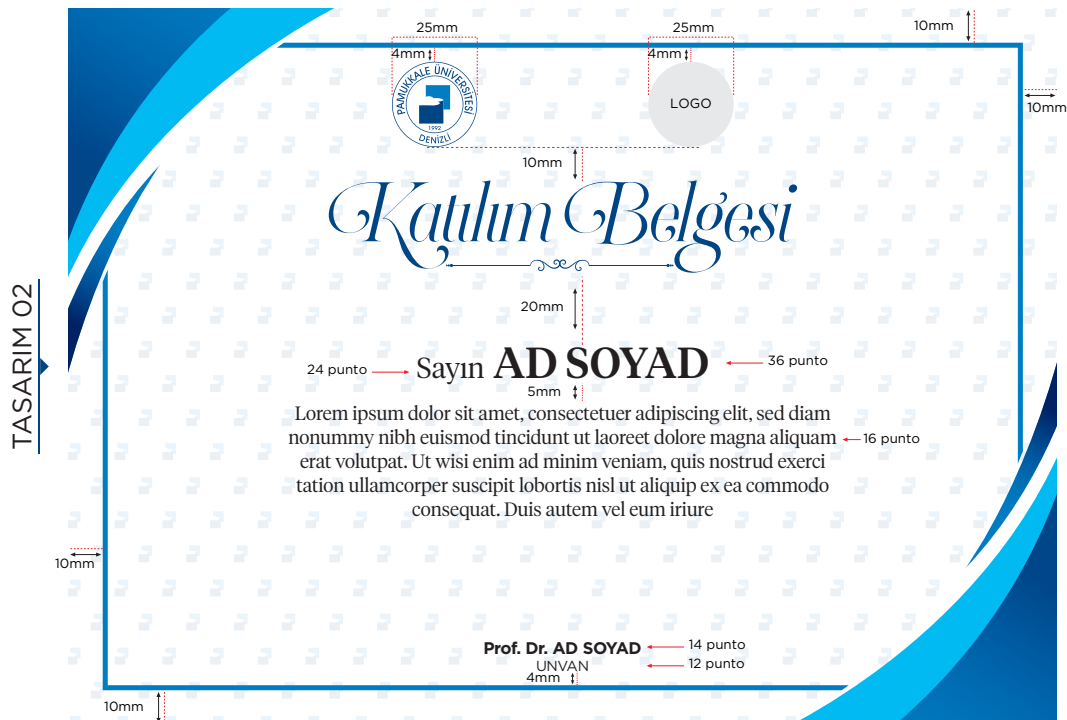 25mm
25mm
10mm
4mm
4mm
PAMUKKALE ÜNİVERSİTESİ
1992
DENİZLİ
LOGO
10mm
10mm
Katılım Belgesi
20mm
TASARIM 02
24 punto
Sayın AD SOYAD
36 punto
5mm
Lorem ipsum dolor sit amet, consectetuer adipiscing elit, sed diam
nonummy nibh euismod tincidunt ut laoreet dolore magna aliquam
16 punto
erat volutpat. Ut wisi enim ad minim veniam, quis nostrud exerci
tation ullamcorper suscipit lobortis nisl ut aliquip ex ea commodo
consequat. Duis autem vel eum iriure
10mm
Prof. Dr. AD SOYAD
14 punto
UNVAN
12 punto
4mm
10mm